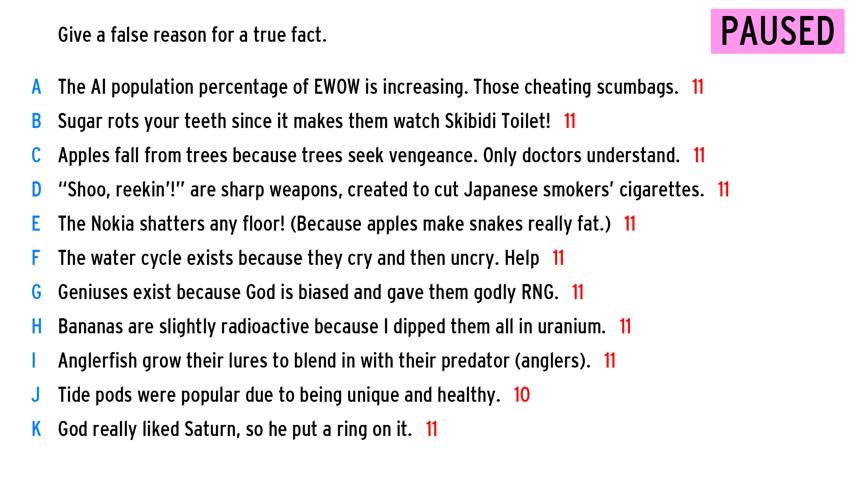 Give a false reason for a true fact.
PAUSED
A The AI population percentage of EWOW is increasing. Those cheating scumbags. 11
B Sugar rots your teeth since it makes them watch Skibidi Toilet! 11
C Apples fall from trees because trees seek vengeance. Only doctors understand. 11
D “Shoo, reekin’!” are sharp weapons, created to cut Japanese smokers’ cigarettes. 11
E The Nokia shatters any floor! (Because apples make snakes really fat.) 11
F The water cycle exists because they cry and then uncry. Help 11
G Geniuses exist because God is biased and gave them godly RNG. 11
H Bananas are slightly radioactive because I dipped them all in uranium. 11
I Anglerfish grow their lures to blend in with their predator (anglers). 11
J Tide pods were popular due to being unique and healthy. 10
K God really liked Saturn, so he put a ring on it. 11